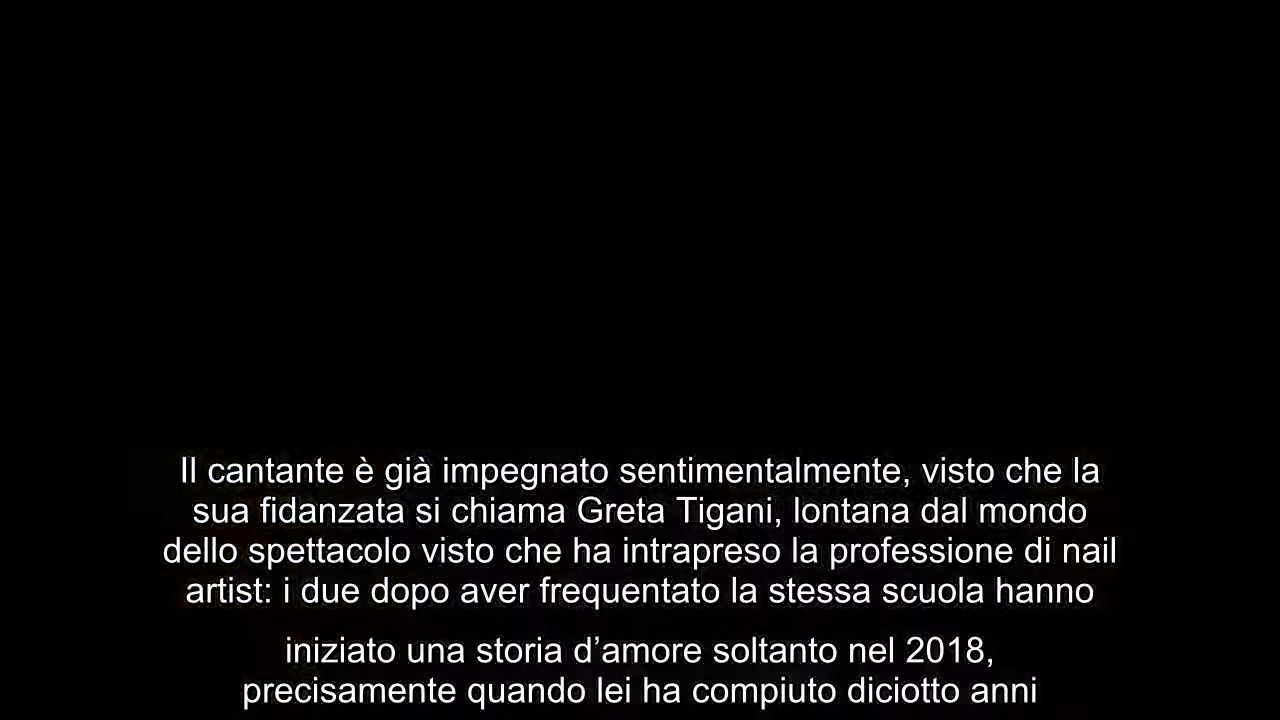 Il cantante è già impegnato sentimentalmente, visto che la
sua fidanzata si chiama Greta Tigani, lontana dal mondo
dello spettacolo visto che ha intrapreso la professione di nail
artist: i due dopo aver frequentato la stessa scuola hanno
iniziato una storia d’amore soltanto nel 2018,
precisamente quando lei ha compiuto diciotto anni